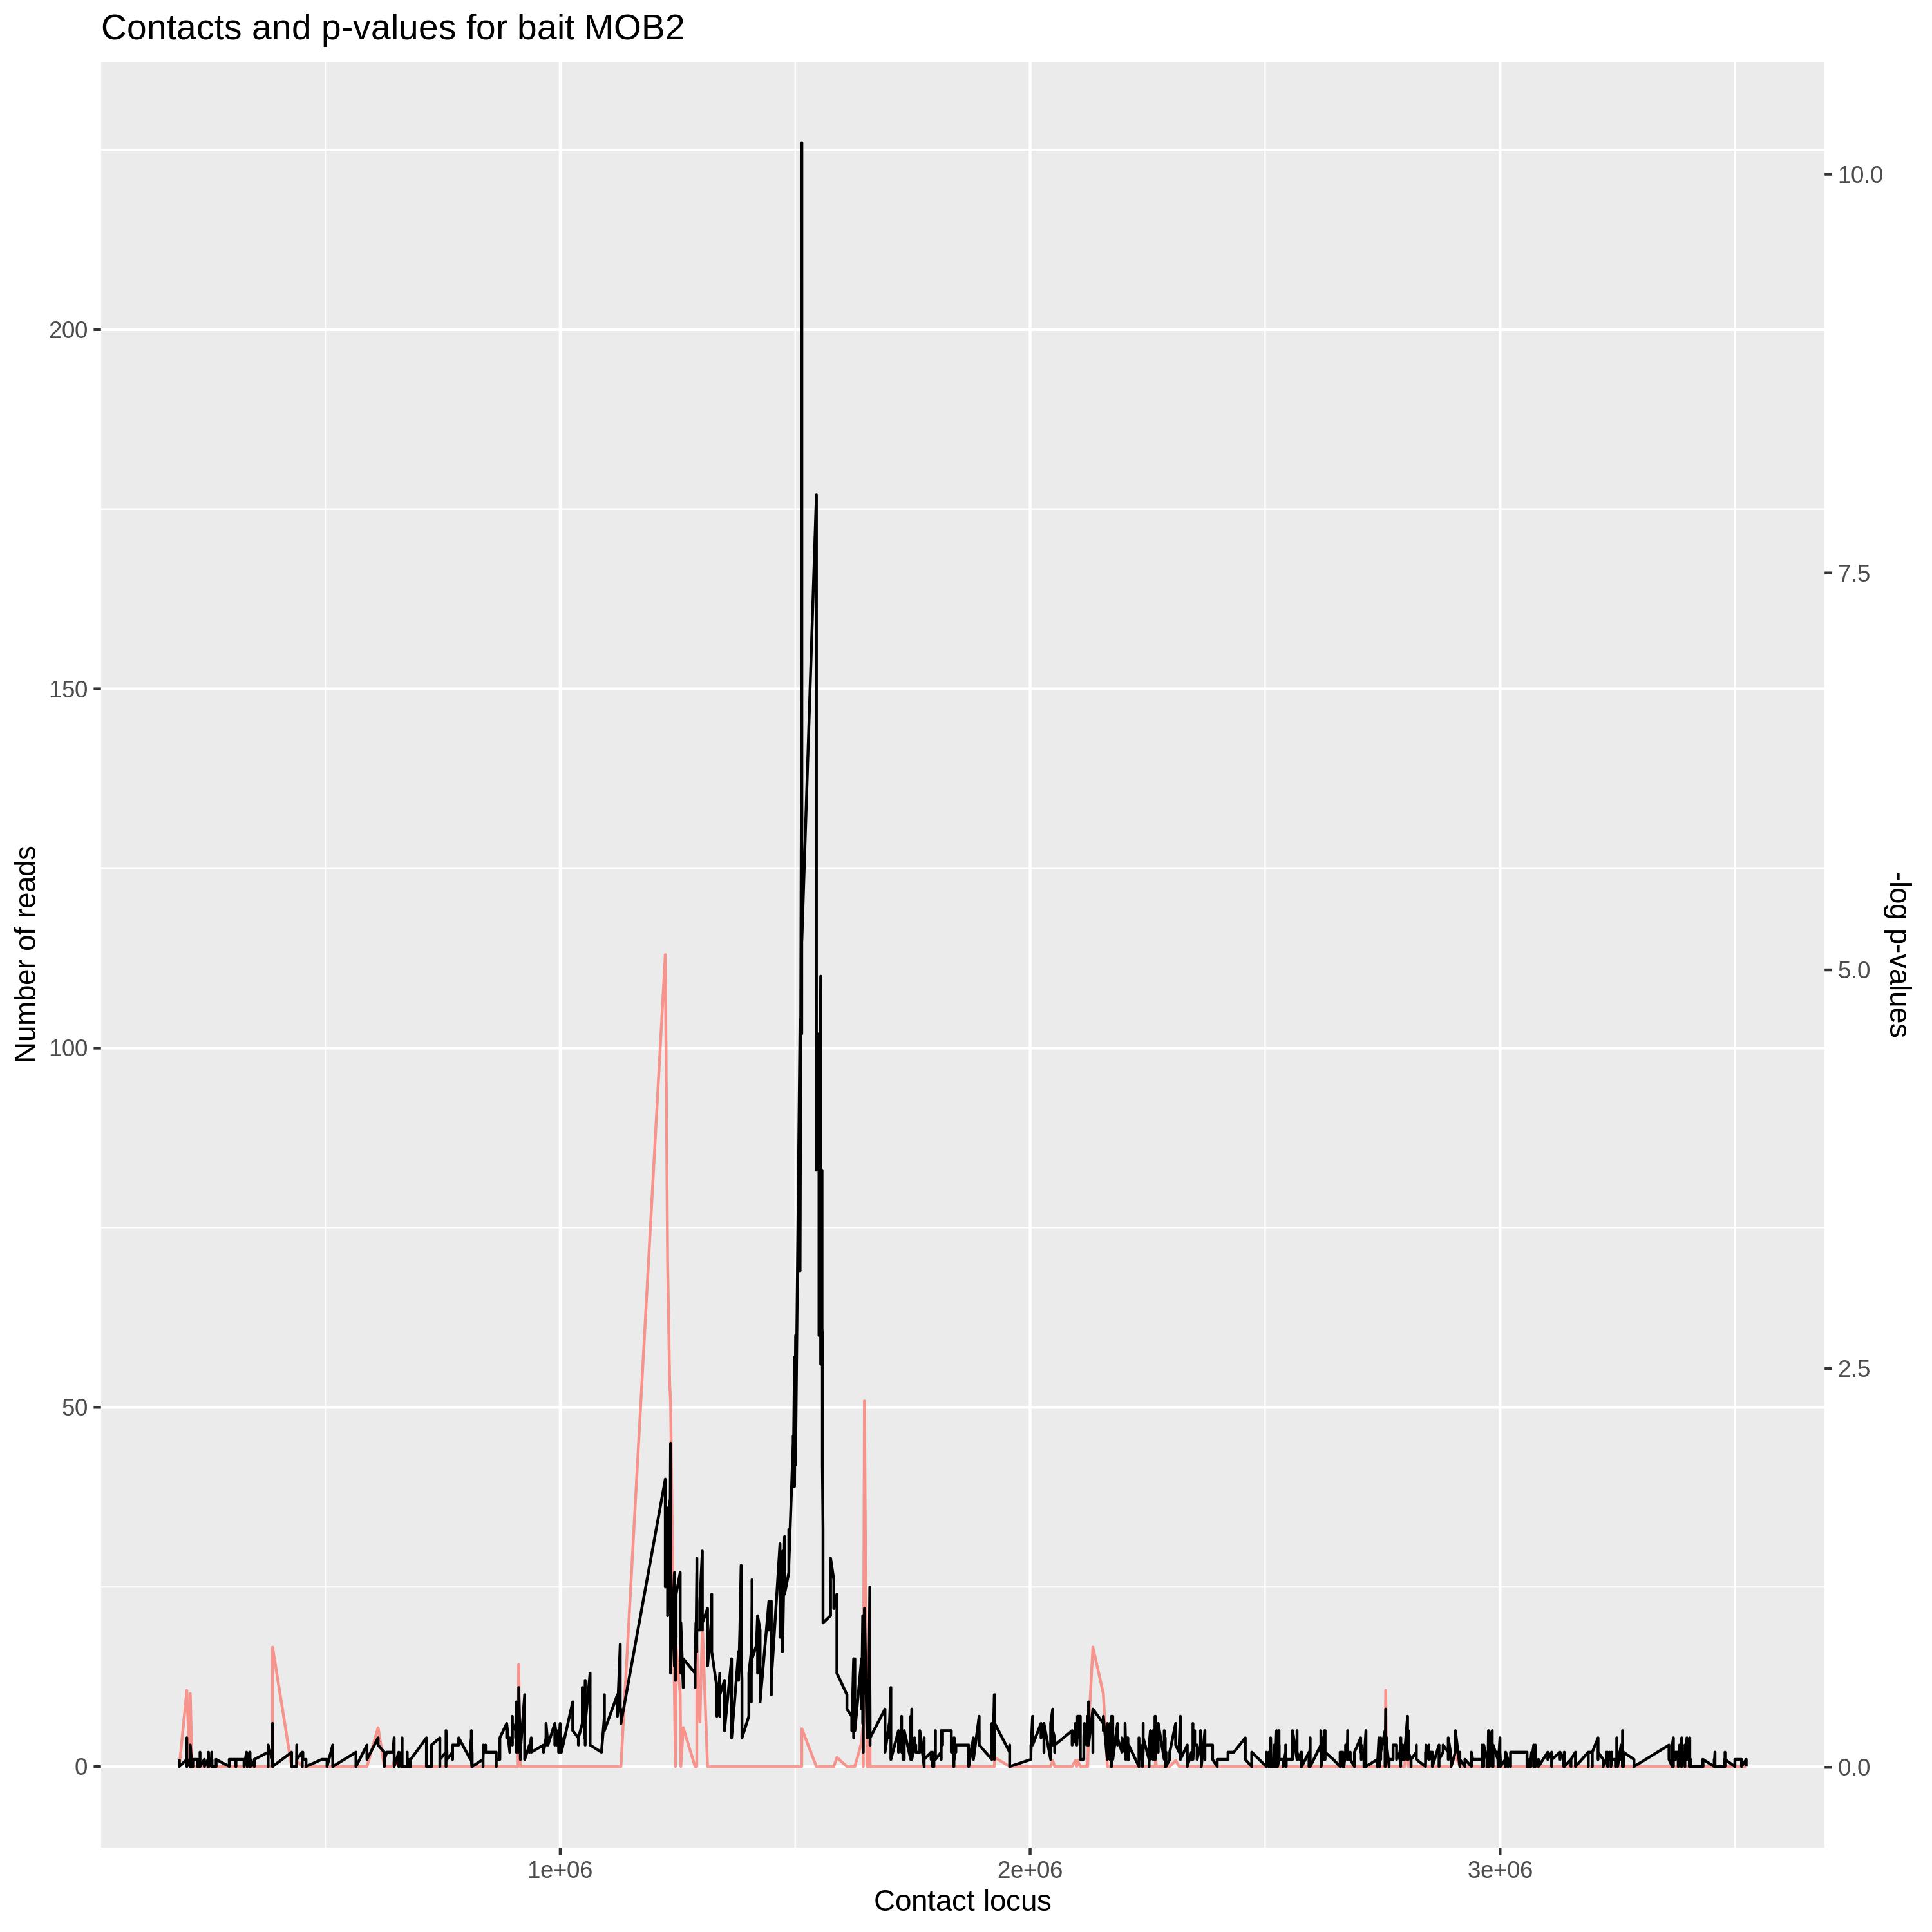 Contacts and p-values for bait MOB2
Number of reads
200
150
100
50
0
10.0
7.5
5.0
2.5
0.0
-log p-values
1e+06
2e+06
3e+06
Contact locus